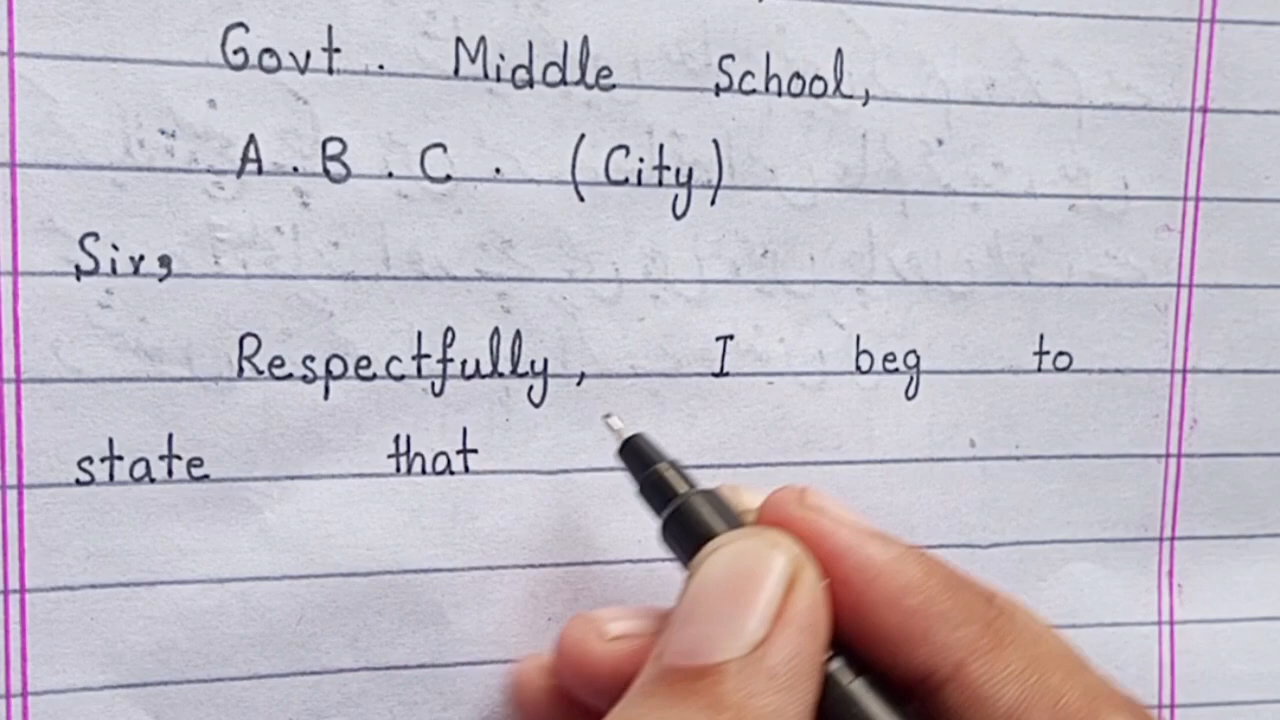 Govt. Middle School,
A.B.C. (City)
Sir,
Respectfully, I beg to
state that